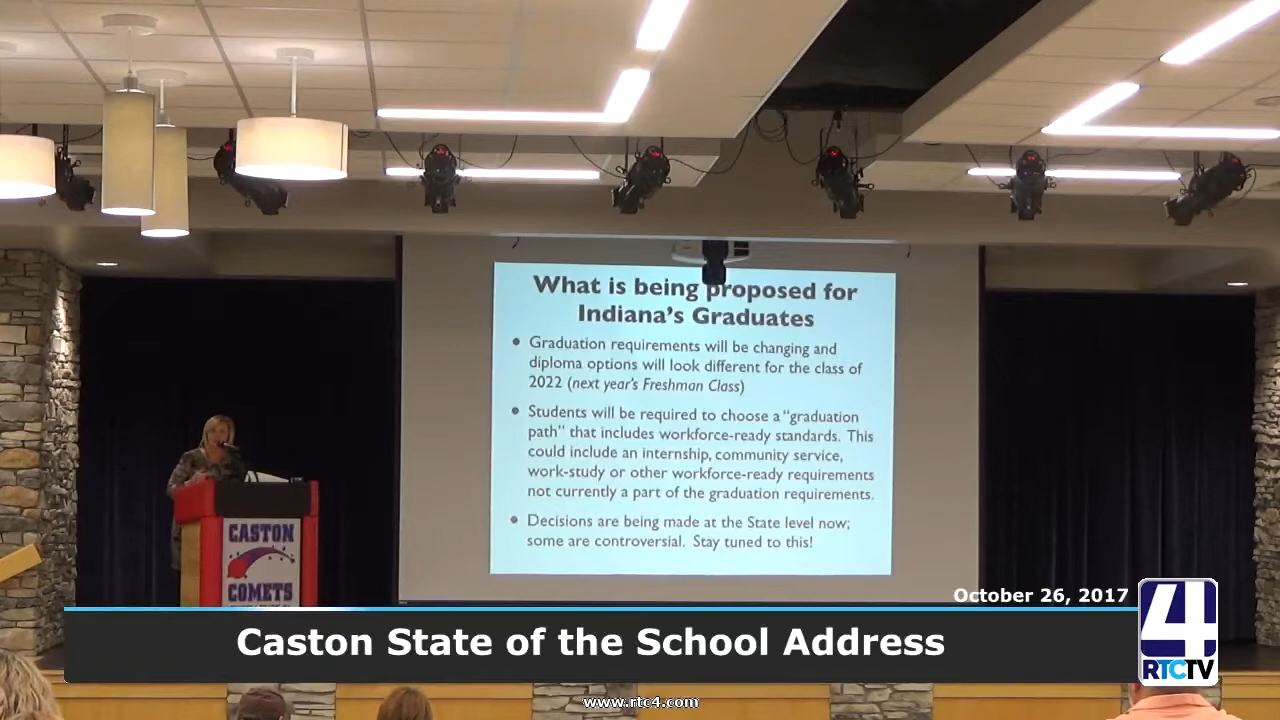 What is being proposed for
Indiana's Graduates
• Graduation requirements will be changing and
diploma options will look different for the class of
2022 (next year's Freshman Class)
• Students will be required to choose a "graduation
path" that includes workforce-ready standards. This
could include an internship, community service,
work-study or other workforce-ready requirements
not currently a part of the graduation requirements.
• Decisions are being made at the State level now;
some are controversial. Stay tuned to this!
CASTON
COMETS
October 26, 2017
Caston State of the School Address
4
RTCTV
www.rtc4.com